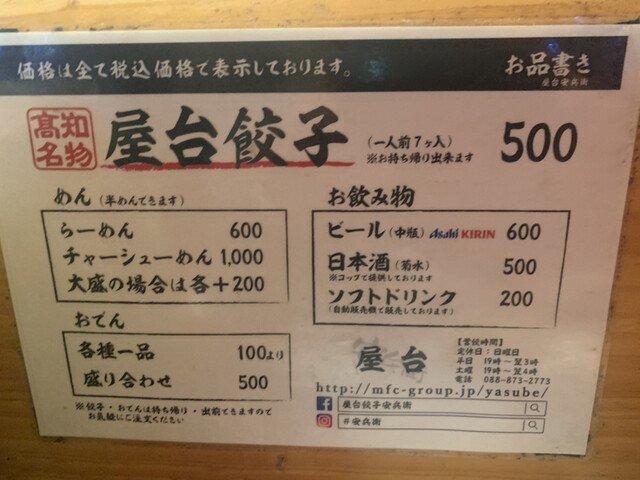 価格は全て税込価格で表示しております。
お品書き
屋台安兵衛
高知名物
屋台餃子
(一人前7ヶ入)
※お持ち帰り出来ます
500
めん(半めんできます)
らーめん 600
チャーシューめん 1,000
大盛の場合は各+200
おでん
各種一品 100より
盛り合わせ 500
※餃子・おでんは持ち帰り・出前できますので
お気軽にご注文ください
お飲み物
ビール(中瓶) Asahi KIRIN 600
日本酒(菊水) 500
※コップで提供しております
ソフトドリンク 200
(自動販売機で販売しております)
屋台
【営設時間】
定休日：日曜日
平日 19時〜翌3時
土曜 19時〜翌4時
電話 088-873-2773
http://mfc-group.jp/yasube/
屋台餃子安兵衛
#安兵衛